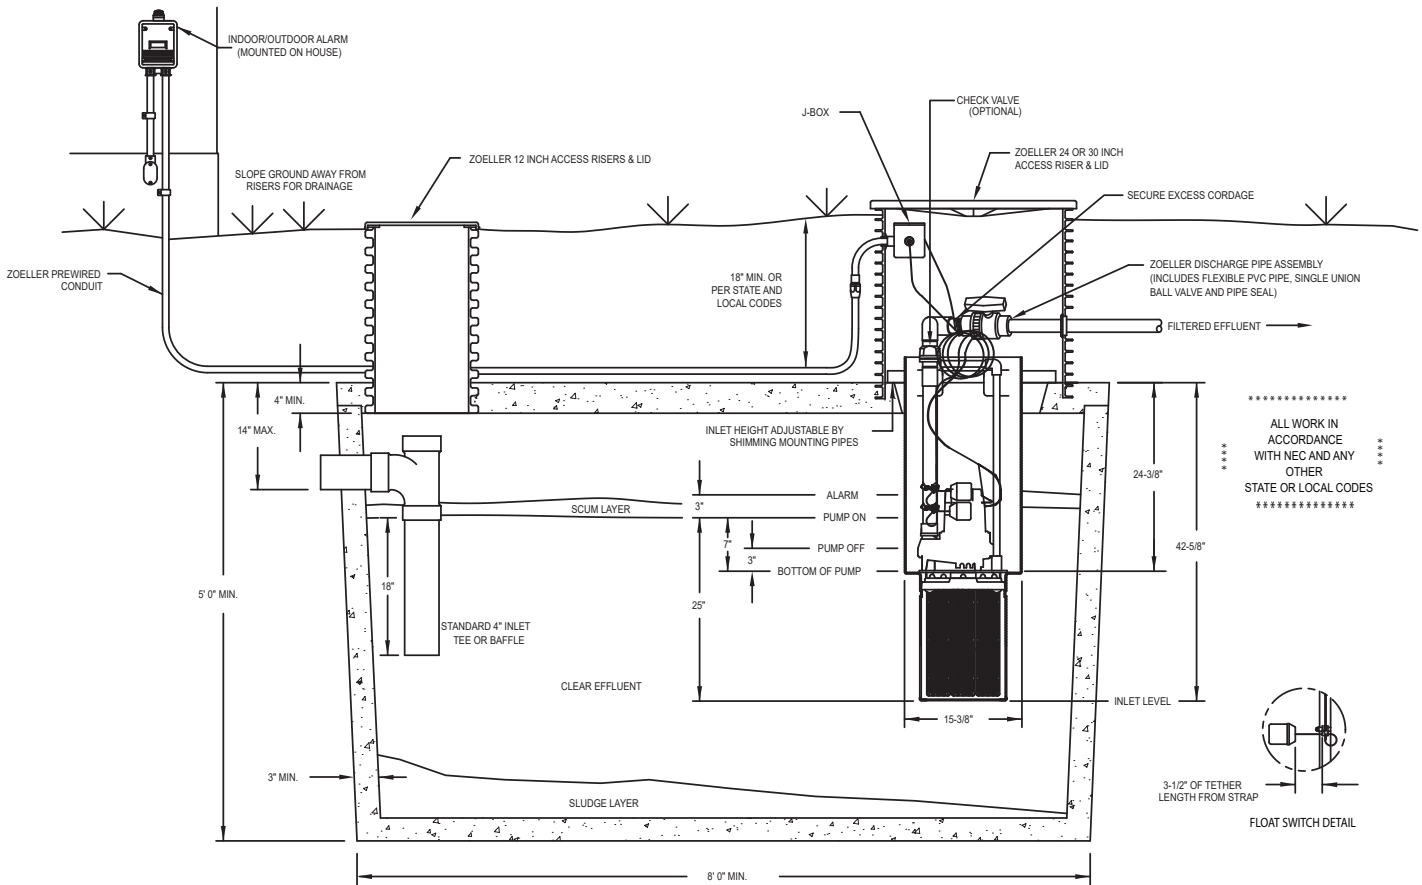 INDOOR/OUTDOOR ALARM
(MOUNTED ON HOUSE)
CHECK VALVE
(OPTIONAL)
J-BOX
ZOELLER 12 INCH ACCESS RISERS & LID
ZOELLER 24 OR 30 INCH
ACCESS RISER & LID
SLOPE GROUND AWAY FROM
RISERS FOR DRAINAGE
SECURE EXCESS CORDAGE
ZOELLER PREWIRED
CONDUIT
18" MIN. OR
PER STATE AND
LOCAL CODES
ZOELLER DISCHARGE PIPE ASSEMBLY
(INCLUDES FLEXIBLE PVC PIPE, SINGLE UNION
BALL VALVE AND PIPE SEAL)
FILTERED EFFLUENT
4" MIN.
14" MAX.
INLET HEIGHT ADJUSTABLE BY
SHIMMING MOUNTING PIPES
**************
ALL WORK IN
ACCORDANCE
WITH NEC AND ANY
OTHER
STATE OR LOCAL CODES
**************
****
****
24-3/8"
ALARM
3"
SCUM LAYER
PUMP ON
7"
PUMP OFF
3"
BOTTOM OF PUMP
42-5/8"
5' 0" MIN.
18"
25"
STANDARD 4" INLET
TEE OR BAFFLE
CLEAR EFFLUENT
INLET LEVEL
15-3/8"
3" MIN.
SLUDGE LAYER
3-1/2" OF TETHER
LENGTH FROM STRAP
FLOAT SWITCH DETAIL
8' 0" MIN.